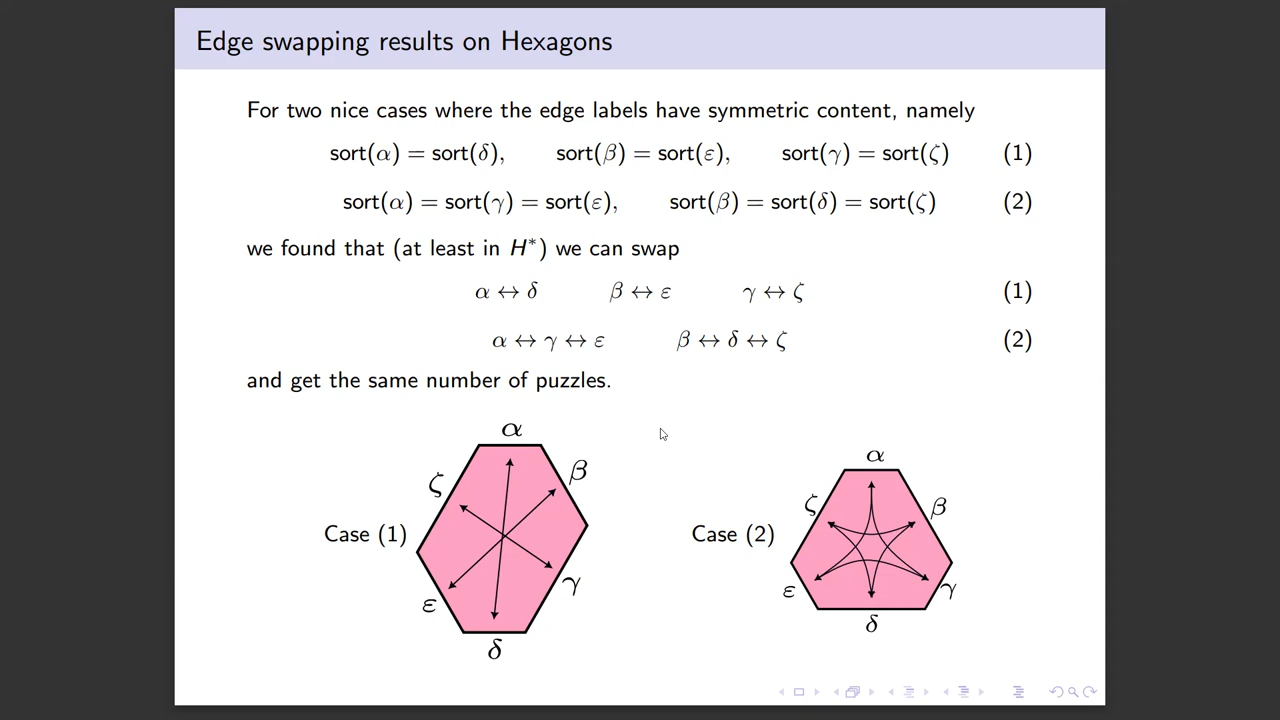 Edge swapping results on Hexagons
For two nice cases where the edge labels have symmetric content, namely
sort(α) = sort(δ), sort(β) = sort(ε), sort(γ) = sort(ζ) (1)
sort(α) = sort(γ) = sort(ε), sort(β) = sort(δ) = sort(ζ) (2)
we found that (at least in H*) we can swap
α ↔ δ β ↔ ε γ ↔ ζ (1)
α ↔ γ ↔ ε β ↔ δ ↔ ζ (2)
and get the same number of puzzles.
α
β
ζ
Case (1)
γ
ε
δ
α
ζ
β
Case (2)
ε
γ
δ